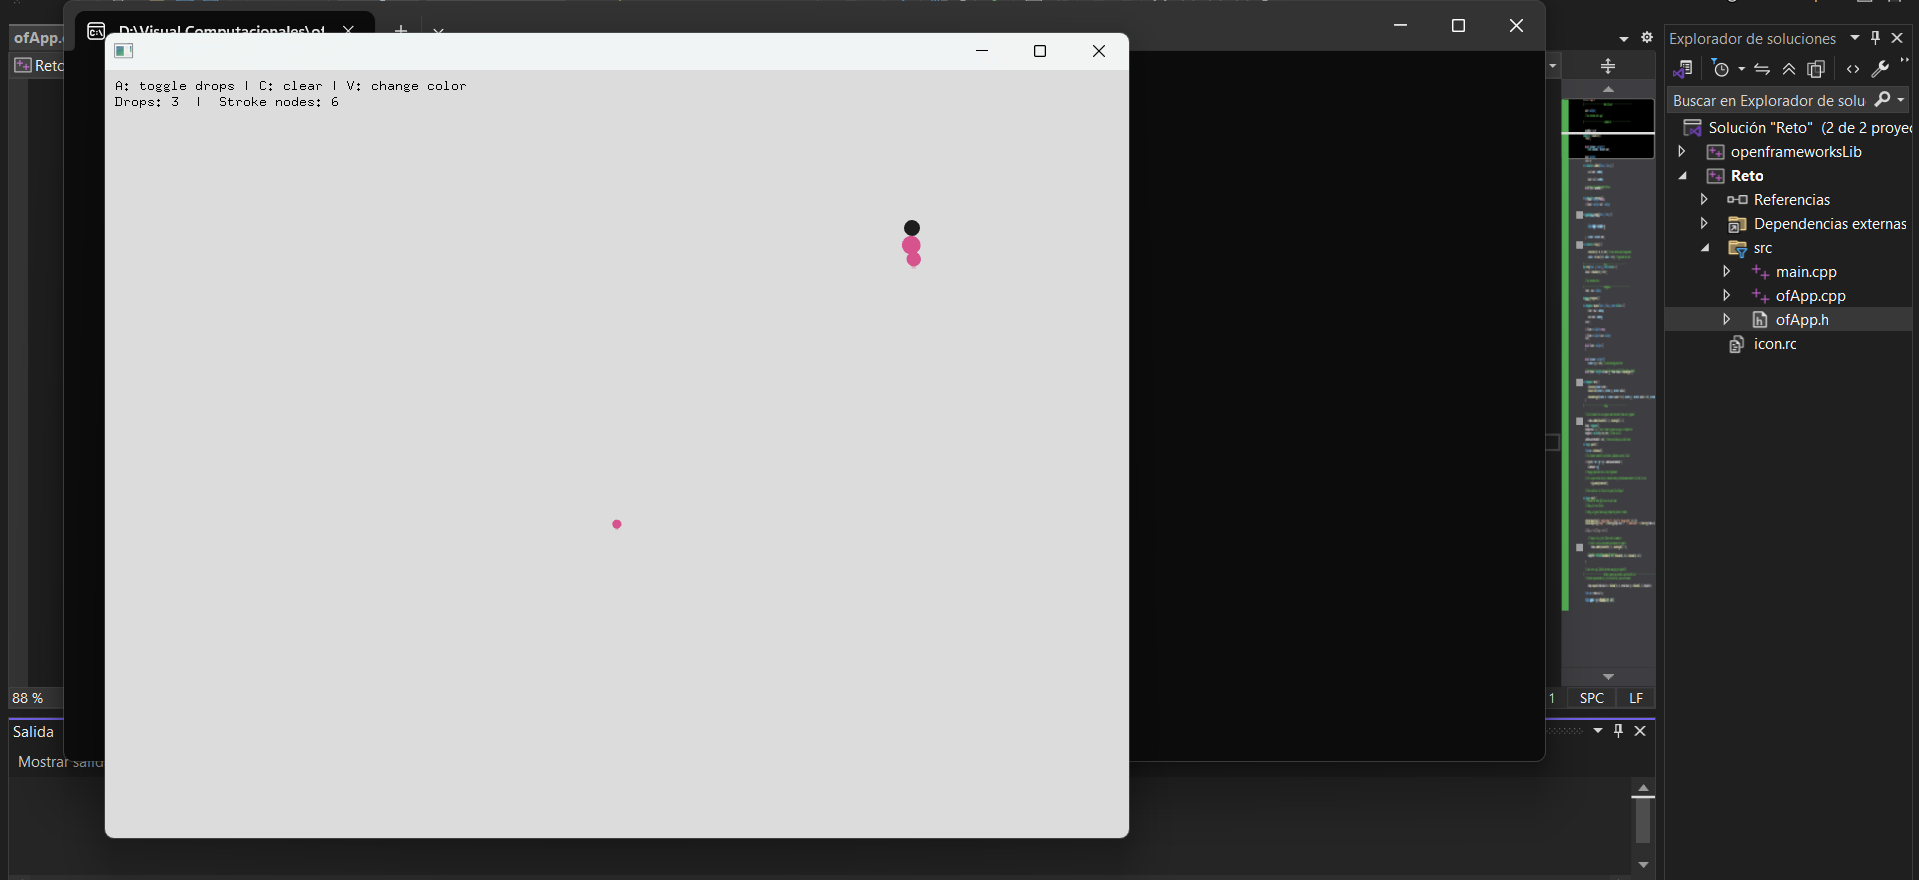 D:\Visual Computacionales\of
ofApp.
Reto
A: toggle drops | C: clear | V: change color
Drops: 3  |  Stroke nodes: 6
88 %
1
SPC
LF
Salida
Mostrar salid
Explorador de soluciones
Buscar en Explorador de solu
Solución "Reto" (2 de 2 proyec
openframeworksLib
Reto
Referencias
Dependencias externas
src
main.cpp
ofApp.cpp
ofApp.h
icon.rc